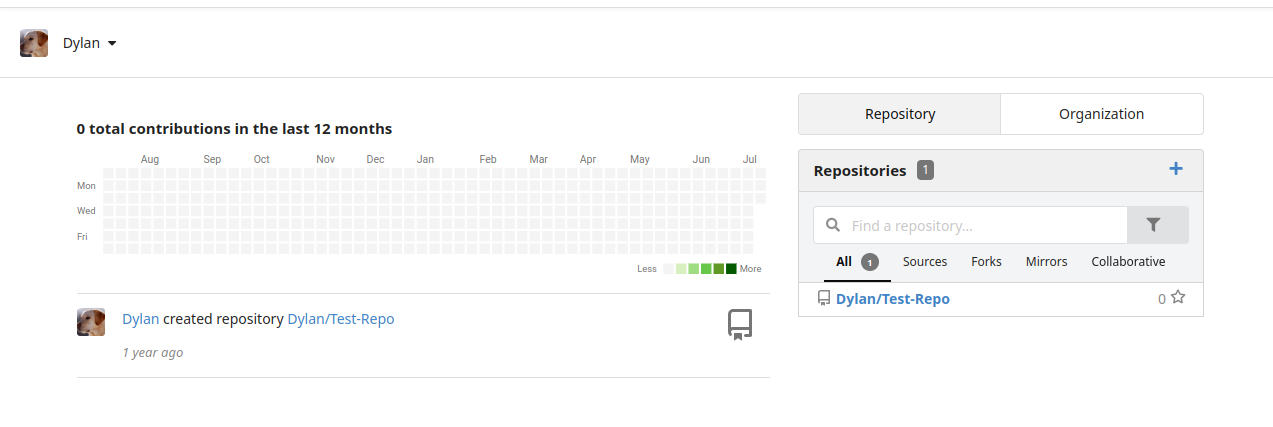 Dylan
Repository Organization
0 total contributions in the last 12 months
Aug Sep Oct Nov Dec Jan Feb Mar Apr May Jun Jul
Mon
Wed
Fri
Less More
Repositories 1
Find a repository...
All 1 Sources Forks Mirrors Collaborative
Dylan/Test-Repo 0
Dylan created repository Dylan/Test-Repo
1 year ago